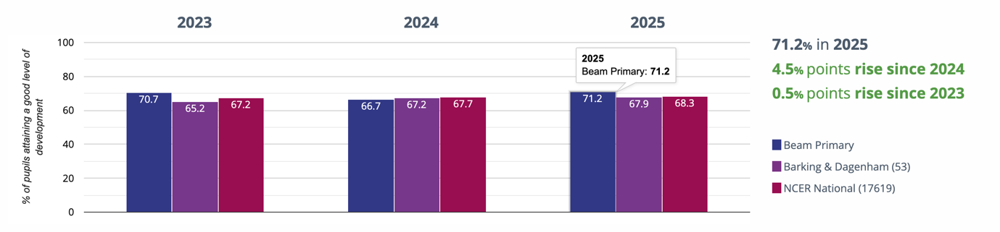 2023
2024
2025
% of pupils attaining a good level of
development
100
80
60
40
20
0
70.7
65.2
67.2
66.7
67.2
67.7
71.2
67.9
68.3
2025
Beam Primary: 71.2
71.2% in 2025
4.5% points rise since 2024
0.5% points rise since 2023
Beam Primary
Barking & Dagenham (53)
NCER National (17619)